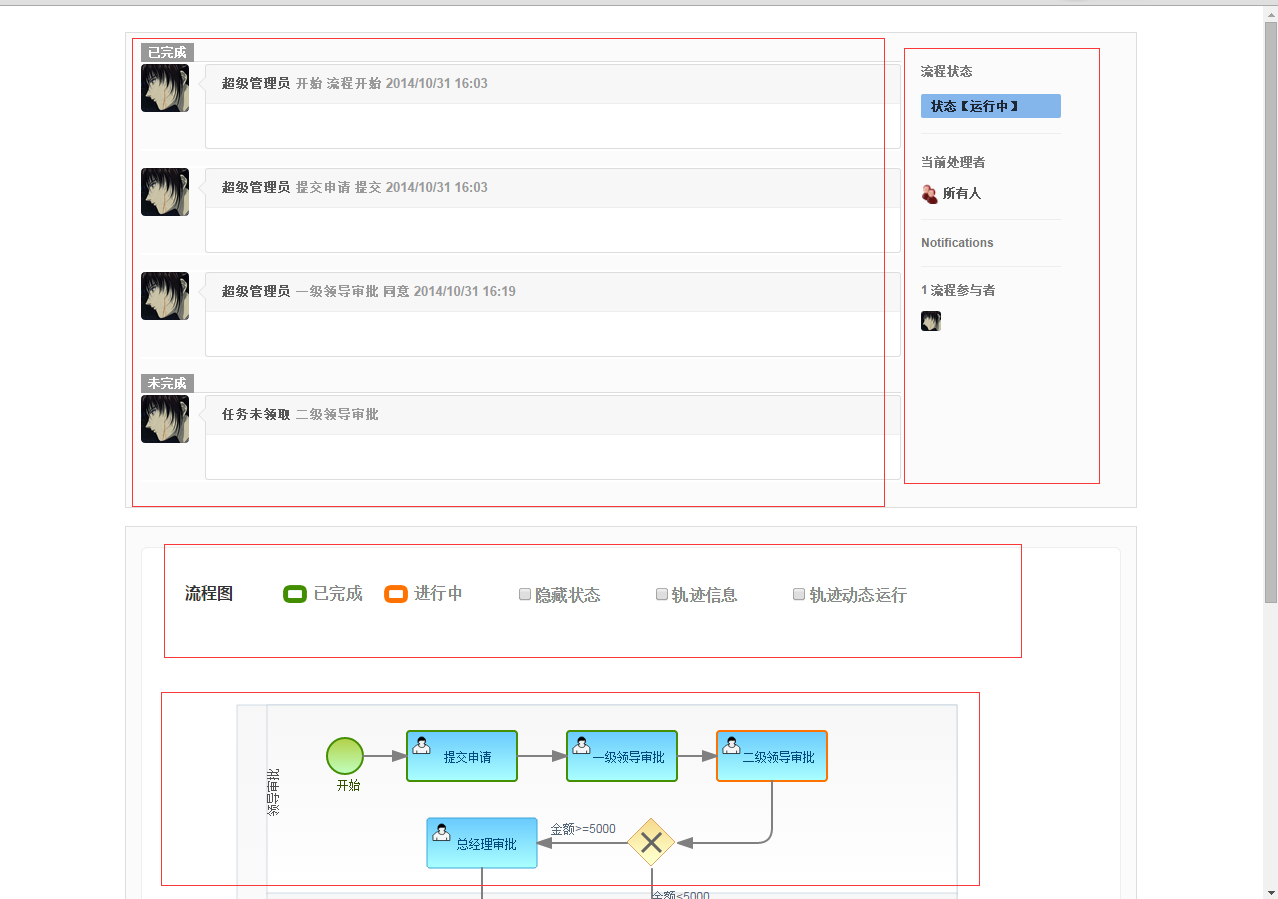 已完成
超级管理员 开始 流程开始 2014/10/31 16:03
超级管理员 提交申请 提交 2014/10/31 16:03
超级管理员 一级领导审批 同意 2014/10/31 16:19
未完成
任务未领取 二级领导审批
流程状态
状态【运行中】
当前处理者
所有人
Notifications
1 流程参与者
流程图 已完成 进行中 隐藏状态 轨迹信息 轨迹动态运行
领导审批
提交申请 一级领导审批 二级领导审批
开始
金额>=5000
总经理审批
金额<5000